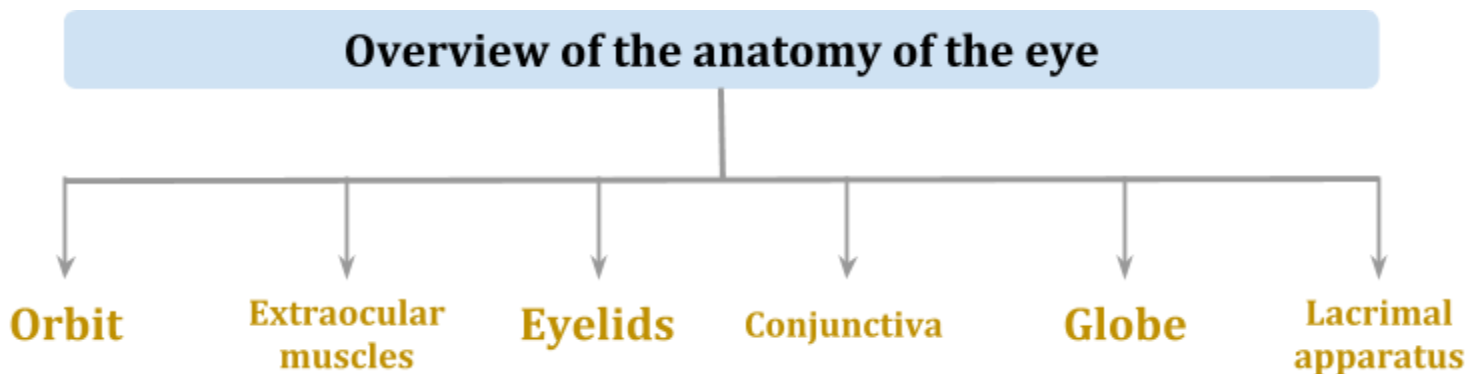 Overview of the anatomy of the eye
Orbit
Extraocular
muscles
Eyelids
Conjunctiva
Globe
Lacrimal
apparatus